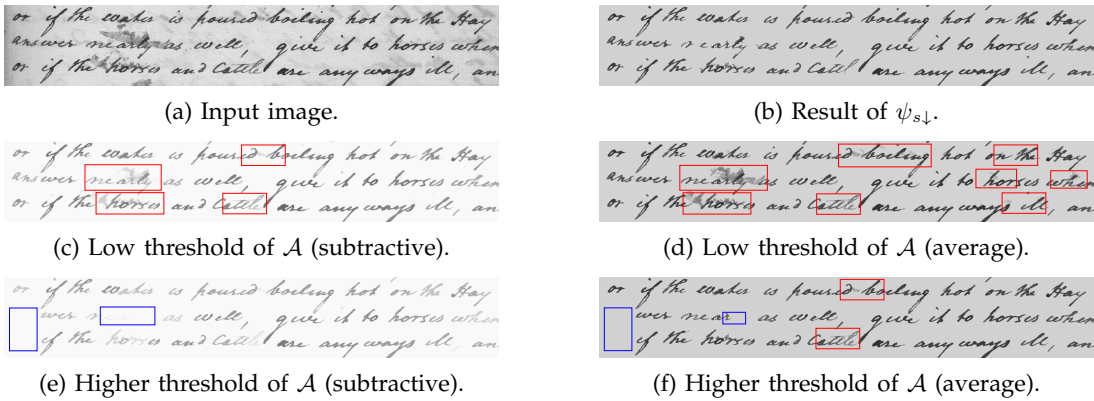 or if the water is poured boiling hot on the Hay
answer nearly as well, give it to horses when
or if the horses and Cattle are any ways ill, an
(a) Input image.
or if the water is poured boiling hot on the Hay
answer nearly as well, give it to horses when
or if the horses and Cattl are any ways ill, an
(b) Result of ψs↓.
or if the water is poured boiling hot on the Hay
answer nearly as well, give it to horses when
or if the horses and Cattle are any ways ill, an
(c) Low threshold of 𝒜 (subtractive).
or if the water is poured boiling hot on the Hay
answer nearly as well, give it to horses when
or if the horses and Cattle are any ways ill, an
(d) Low threshold of 𝒜 (average).
or if the water is poured boiling hot on the Hay
wer ne as well, give it to horses when
if the horses and Cattle are any ways ill, an
(e) Higher threshold of 𝒜 (subtractive).
or if the water is poured boiling hot on the Hay
wer near as well, give it to horses when
if the horses and Cattle are any ways ill, an
(f) Higher threshold of 𝒜 (average).